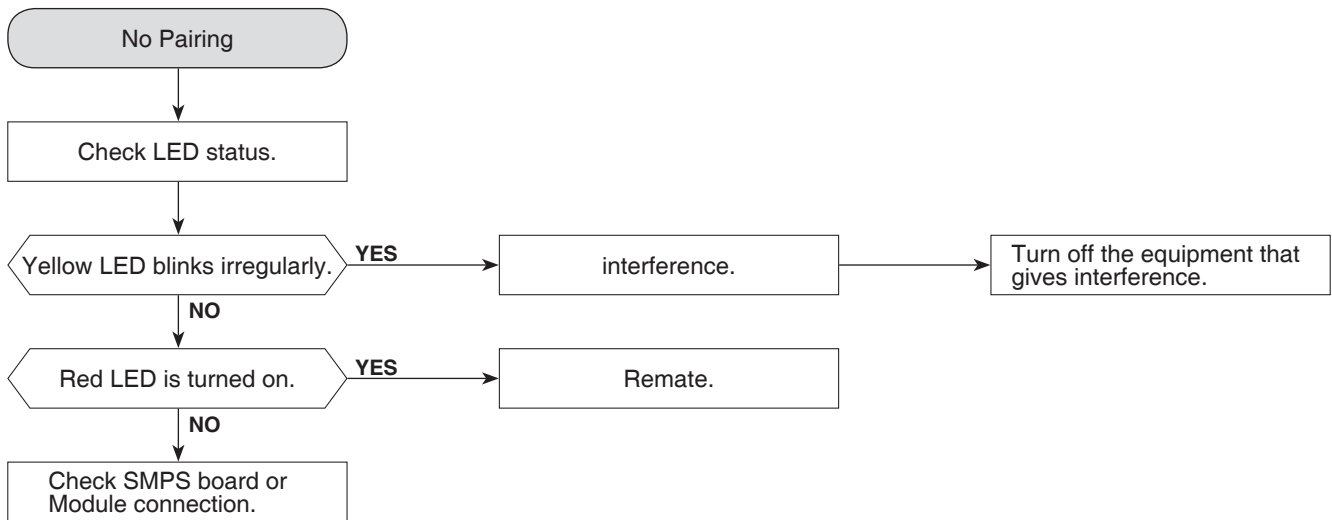 No Pairing
Check LED status.
Yellow LED blinks irregularly.
YES
interference.
Turn off the equipment that
gives interference.
NO
Red LED is turned on.
YES
Remate.
NO
Check SMPS board or
Module connection.